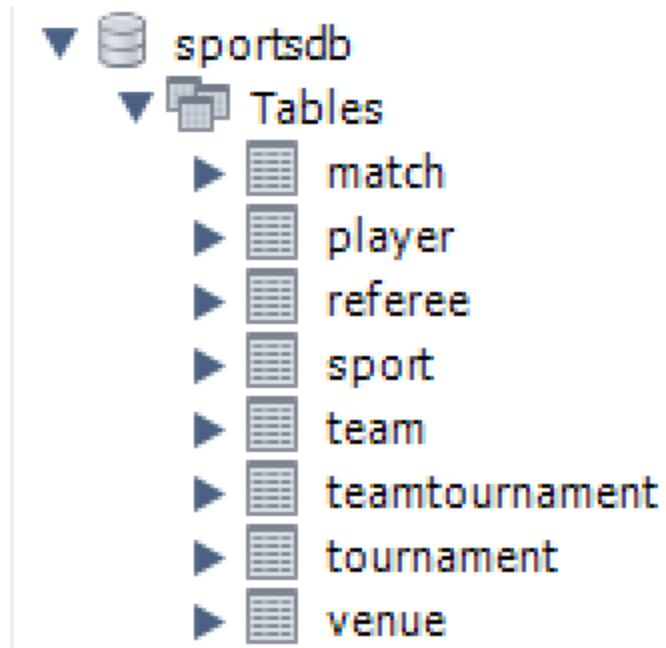 sportsdb
Tables
match
player
referee
sport
team
teamtournament
tournament
venue